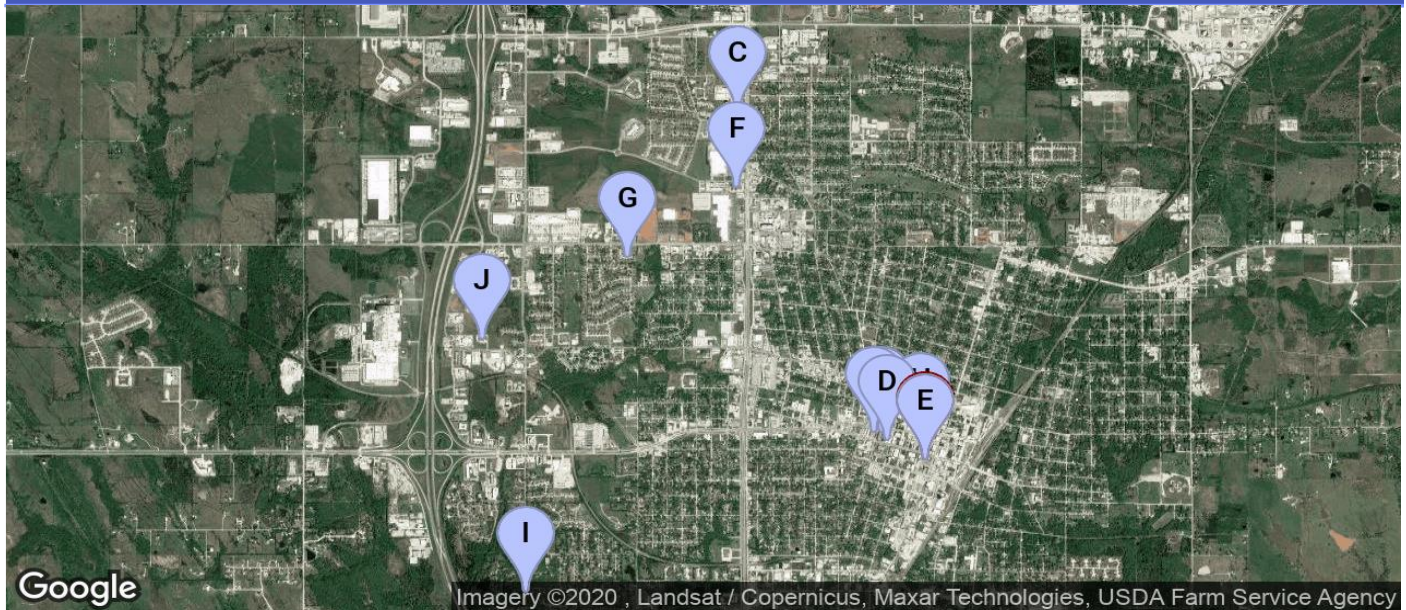 C
F
G
J
D
E
I
Google
Imagery ©2020 , Landsat / Copernicus, Maxar Technologies, USDA Farm Service Agency